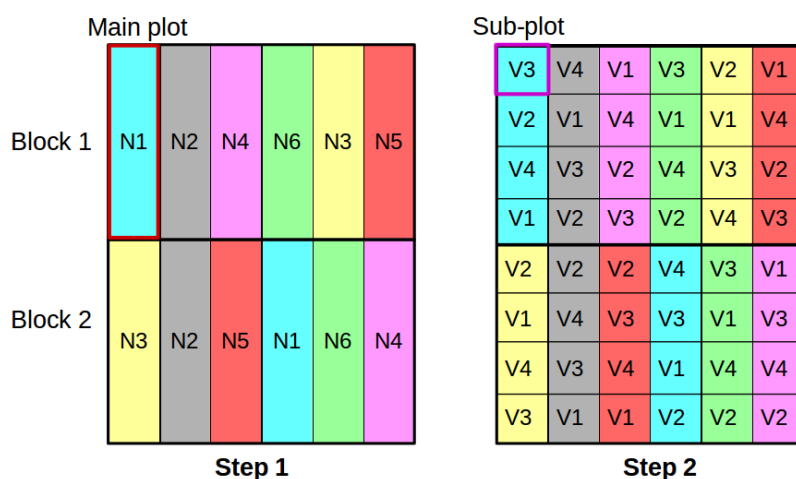 Main plot
Sub-plot
Block 1
N1 N2 N4 N6 N3 N5
V3 V4 V1 V3 V2 V1
V2 V1 V4 V1 V1 V4
V4 V3 V2 V4 V3 V2
V1 V2 V3 V2 V4 V3
Block 2
N3 N2 N5 N1 N6 N4
V2 V2 V2 V4 V3 V1
V1 V4 V3 V3 V1 V3
V4 V3 V4 V1 V4 V4
V3 V1 V1 V2 V2 V2
Step 1
Step 2